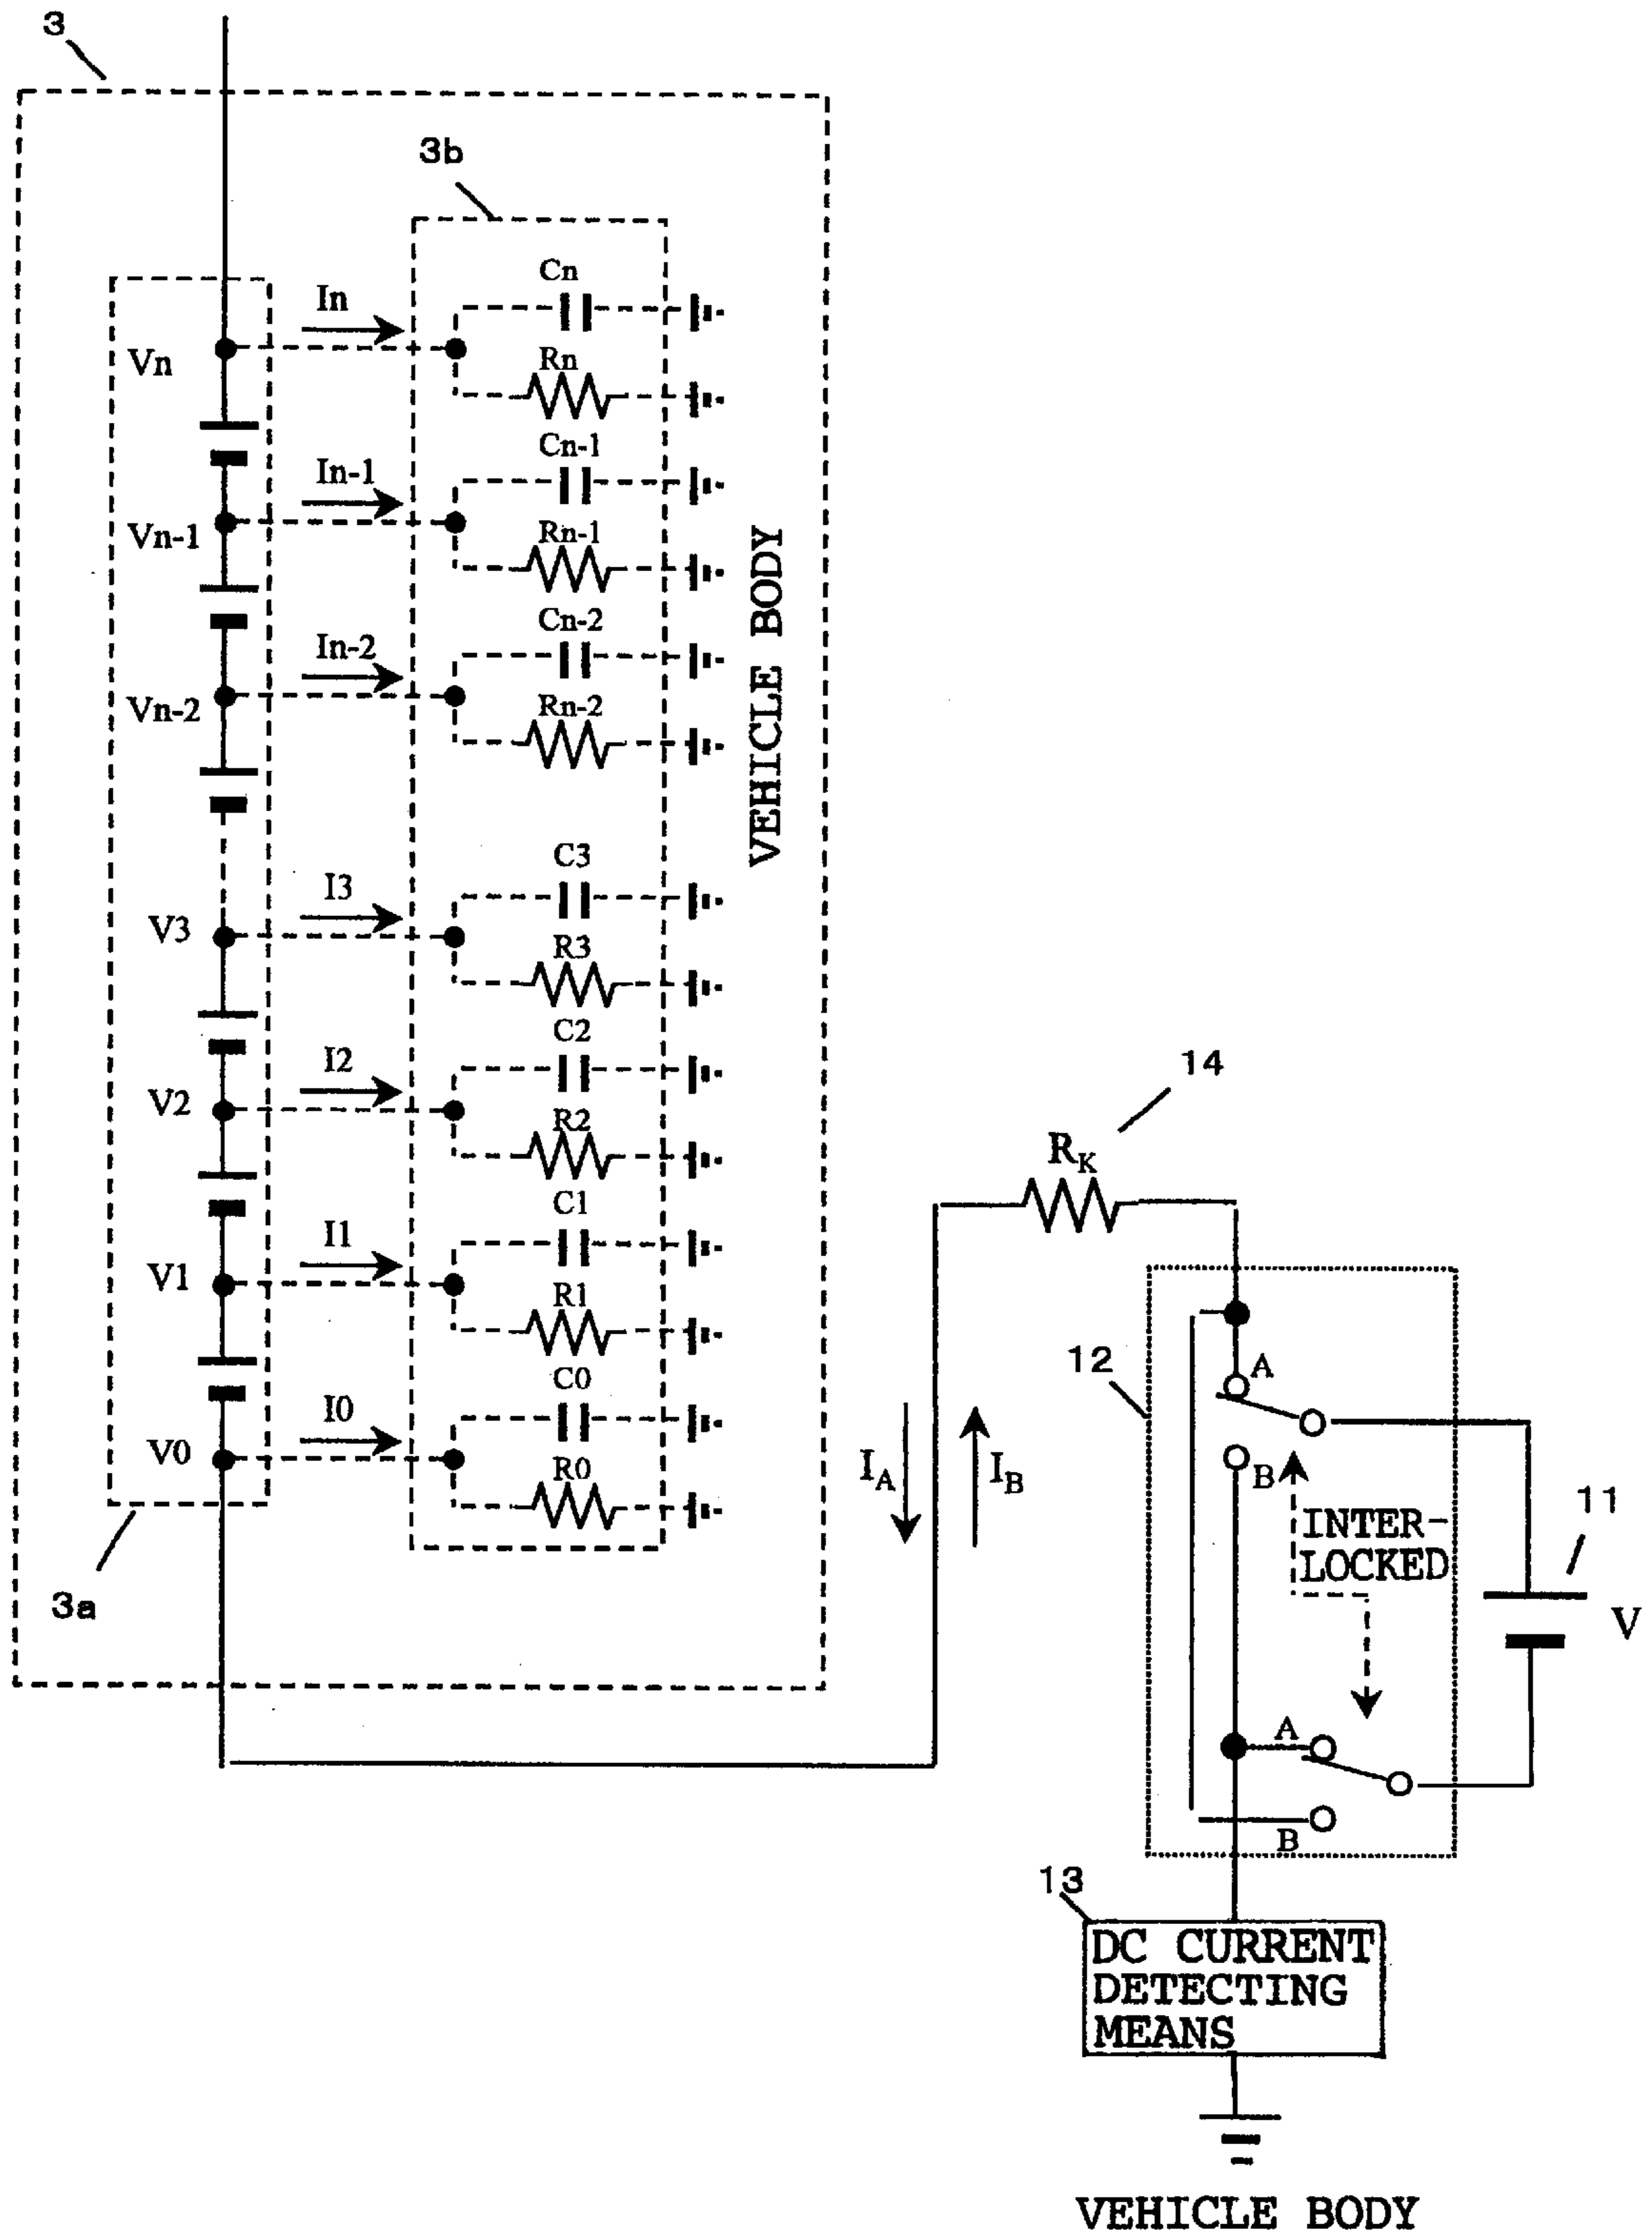 3
3b
Cn
In
Vn
Rn
Cn-1
In-1
Vn-1
Rn-1
Cn-2
In-2
Vn-2
Rn-2
VEHICLE BODY
C3
I3
V3
R3
C2
I2
V2
R2
C1
I1
V1
R1
C0
I0
V0
R0
3a
14
RK
12
A
B
IA
IB
INTER-
LOCKED
11
V
A
B
13
DC CURRENT
DETECTING
MEANS
VEHICLE BODY